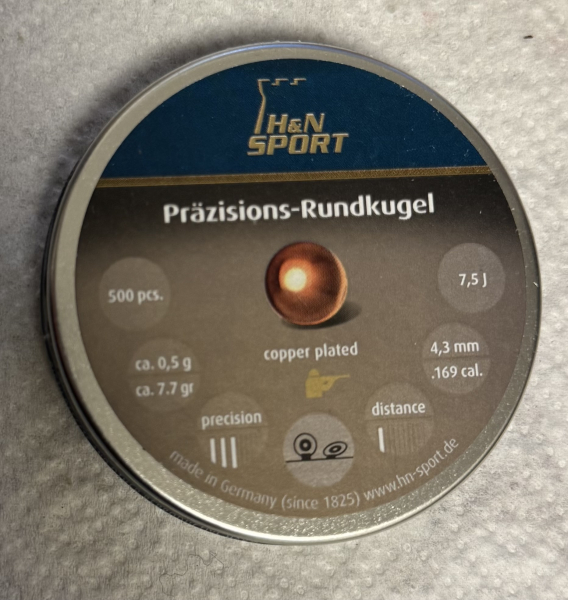 H&N
SPORT
Präzisions-Rundkugel
500 pcs.
7,5 J
copper plated
ca. 0,5 g
ca. 7.7 gr
4,3 mm
.169 cal.
precision
distance
made in Germany (since 1825) www.hn-sport.de